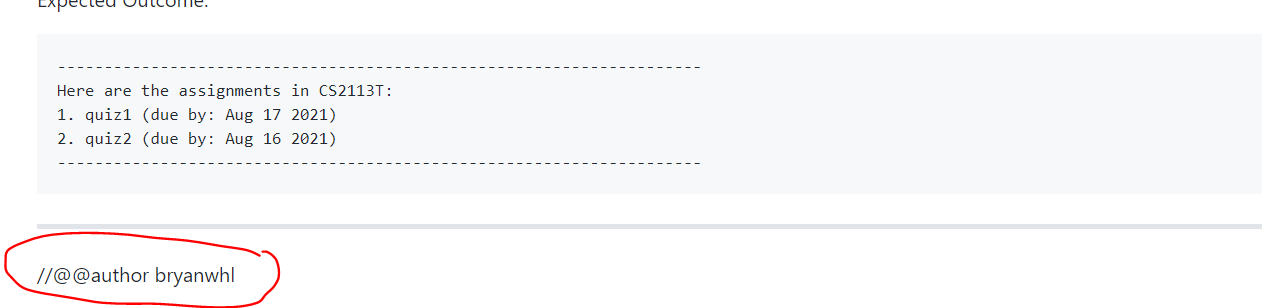 Expected Outcome:
----------------------------------------------------------------------
Here are the assignments in CS2113T:
1. quiz1 (due by: Aug 17 2021)
2. quiz2 (due by: Aug 16 2021)
----------------------------------------------------------------------
//@@author bryanwhl